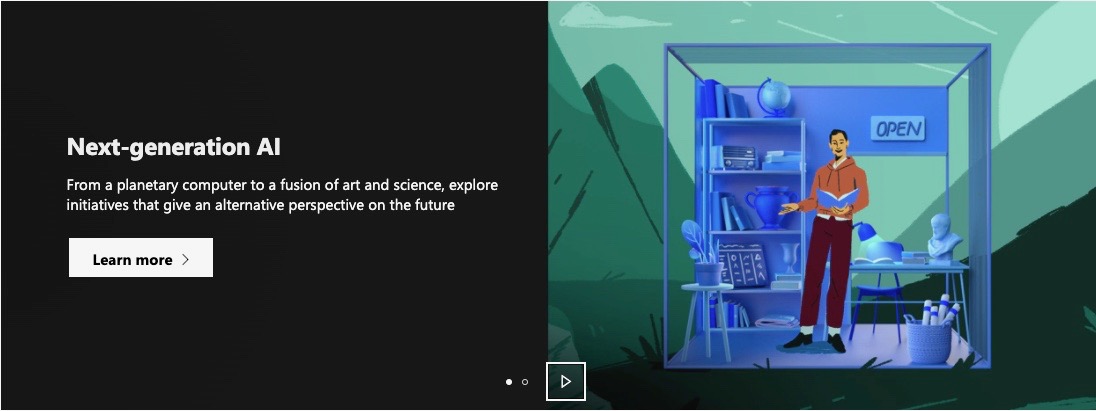 Next-generation AI
From a planetary computer to a fusion of art and science, explore
initiatives that give an alternative perspective on the future
Learn more
OPEN